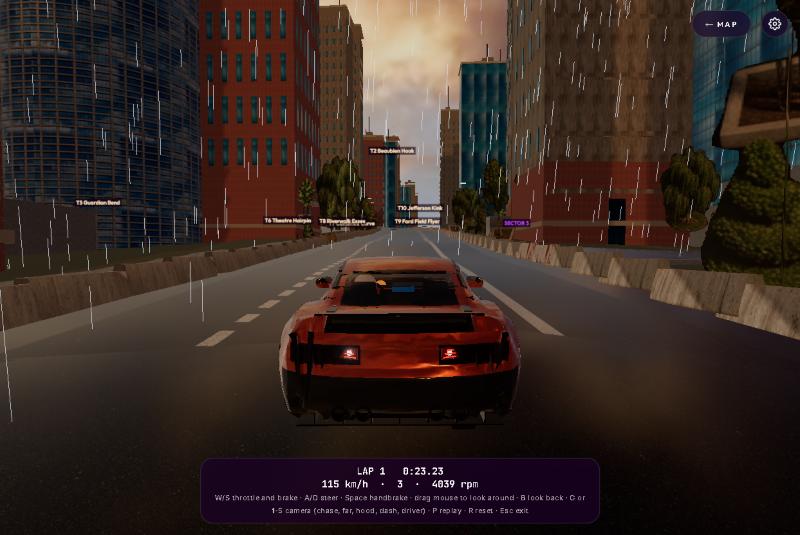 ← MAP
T2 Beaubien Hook
T3 Guardian Bend
T10 Jefferson Kink
T6 Theatre Hairpin
T8 Riverwalk Esses
Curve
T9 Ford Field Flyer
SECTOR 3
LAP 1 0:23.23
115 km/h · 3 · 4039 rpm
W/S throttle and brake · A/D steer · Space handbrake · drag mouse to look around · B look back · C or
1-5 camera (chase, far, hood, dash, driver) · P replay · R reset · Esc exit